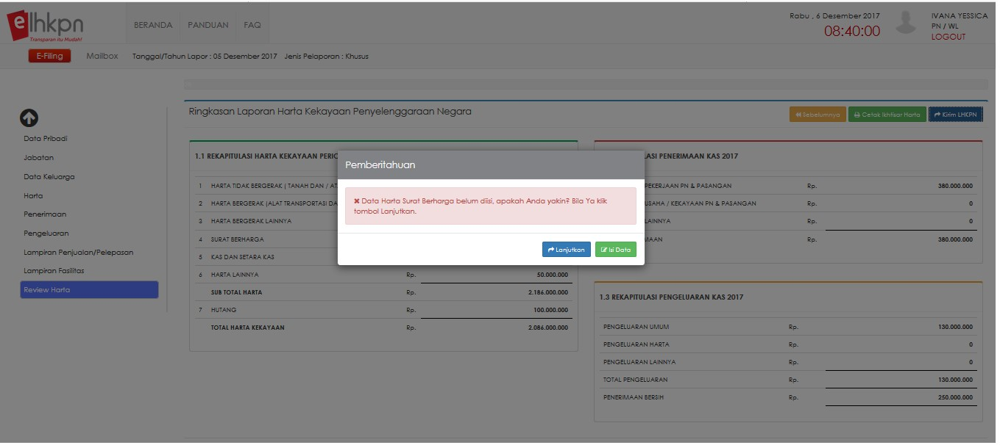 elhkpn
Transparan itu Mudah!
BERANDA PANDUAN FAQ
Rabu , 6 Desember 2017
08:40:00
IVANA YESSICA
PN / WL
LOGOUT
E-Filing Mailbox Tanggal/Tahun Lapor : 05 Desember 2017 Jenis Pelaporan : Khusus
Data Pribadi
Jabatan
Data Keluarga
Harta
Penerimaan
Pengeluaran
Lampiran Penjualan/Pelepasan
Lampiran Fasilitas
Review Harta
Ringkasan Laporan Harta Kekayaan Penyelenggaraan Negara
Sebelumnya Cetak Ikhtisar Harta Kirim LHKPN
1.1 REKAPITULASI HARTA KEKAYAAN PERIO
1 HARTA TIDAK BERGERAK ( TANAH DAN / AT
2 HARTA BERGERAK (ALAT TRANSPORTASI DA
3 HARTA BERGERAK LAINNYA
4 SURAT BERHARGA
5 KAS DAN SETARA KAS
6 HARTA LAINNYA Rp. 50.000.000
SUB TOTAL HARTA Rp. 2.186.000.000
7 HUTANG Rp. 100.000.000
TOTAL HARTA KEKAYAAN Rp. 2.086.000.000
Pemberitahuan
Data Harta Surat Berharga belum diisi, apakah Anda yakin? Bila Ya klik
tombol Lanjutkan.
Lanjutkan Isi Data
LASI PENERIMAAN KAS 2017
PEKERJAAN PN & PASANGAN Rp. 380.000.000
USAHA / KEKAYAAN PN & PASANGAN Rp. 0
LAINNYA 0
MAAN Rp. 380.000.000
1.3 REKAPITULASI PENGELUARAN KAS 2017
PENGELUARAN UMUM Rp. 130.000.000
PENGELUARAN HARTA Rp. 0
PENGELUARAN LAINNYA Rp. 0
TOTAL PENGELUARAN Rp. 130.000.000
PENERIMAAN BERSIH Rp. 250.000.000